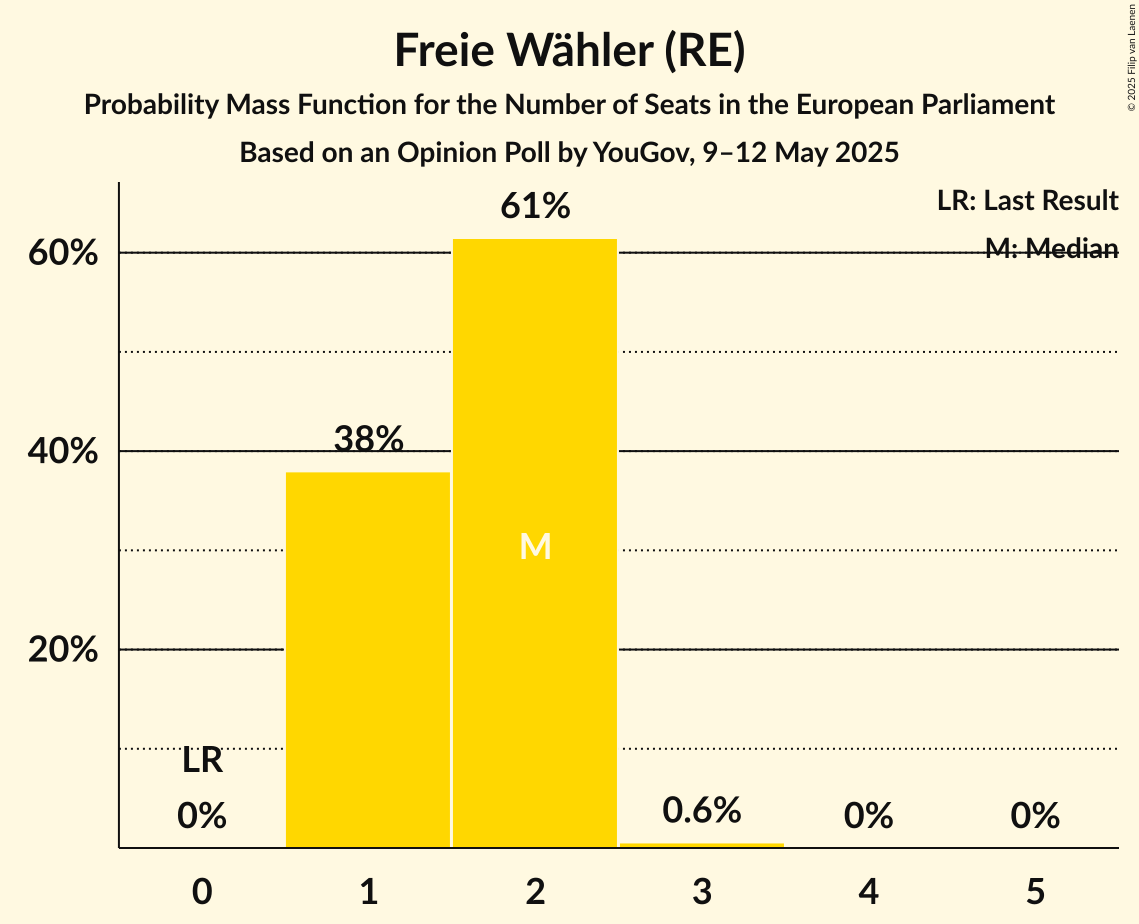 Freie Wähler (RE)
Probability Mass Function for the Number of Seats in the European Parliament
Based on an Opinion Poll by YouGov, 9–12 May 2025
© 2025 Filip van Laenen
LR: Last Result
M: Median
60%
40%
20%
61%
38%
M
LR
0%
0.6%
0%
0%
0
1
2
3
4
5